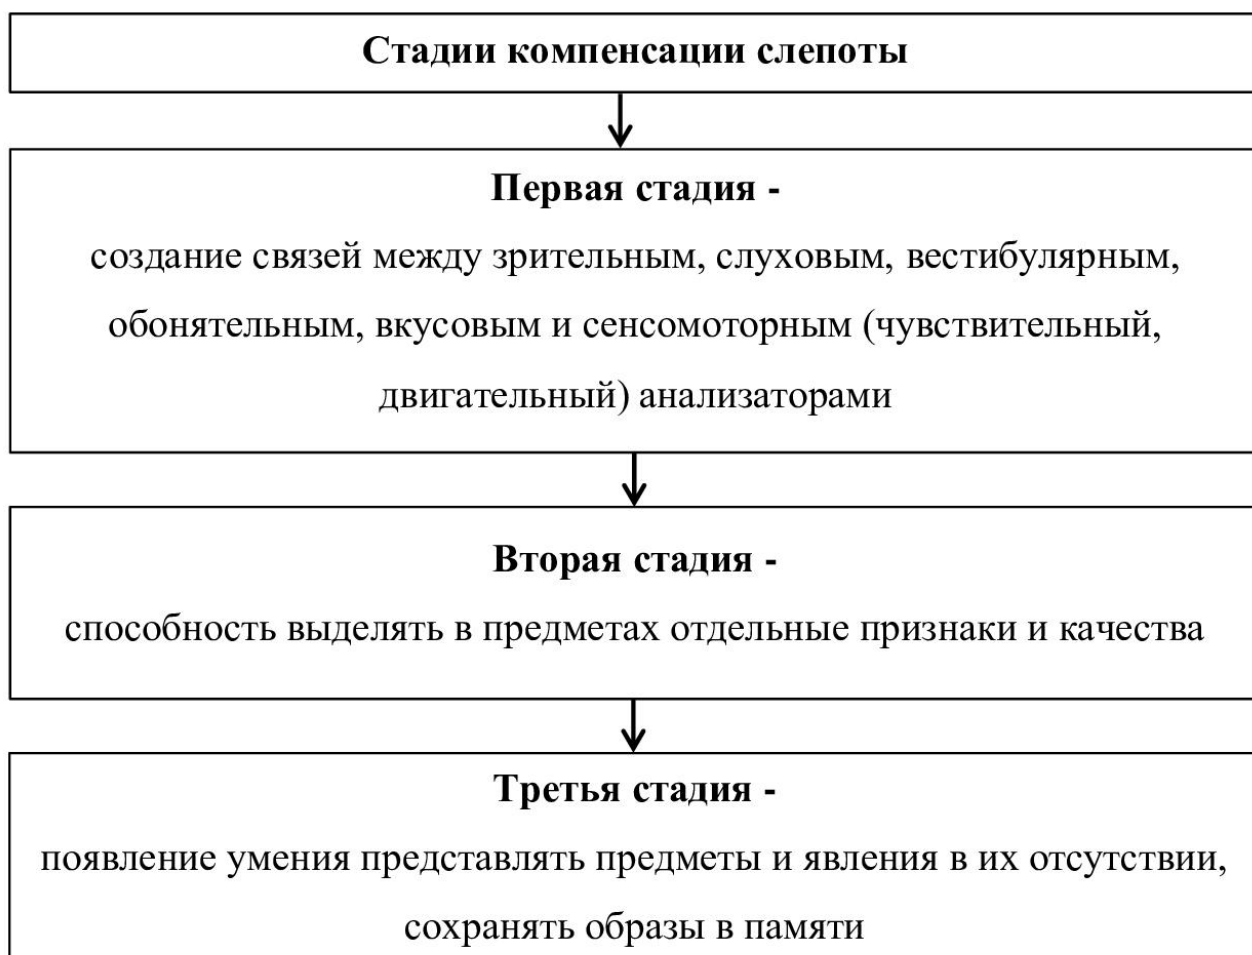 Стадии компенсации слепоты
Первая стадия -
создание связей между зрительным, слуховым, вестибулярным,
обонятельным, вкусовым и сенсомоторным (чувствительный,
двигательный) анализаторами
Вторая стадия -
способность выделять в предметах отдельные признаки и качества
Третья стадия -
появление умения представлять предметы и явления в их отсутствии,
сохранять образы в памяти